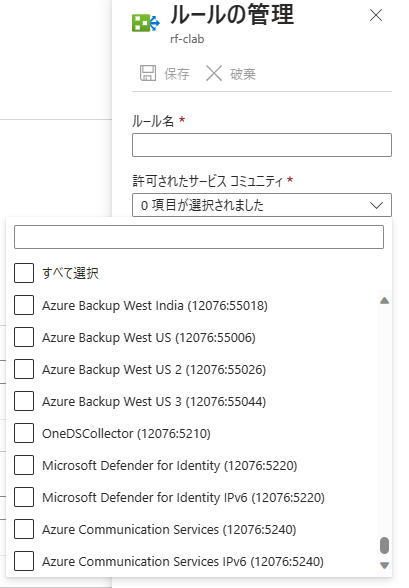 ルールの管理
rf-clab
保存 破棄
ルール名 *
許可されたサービス コミュニティ *
0 項目が選択されました
すべて選択
Azure Backup West India (12076:55018)
Azure Backup West US (12076:55006)
Azure Backup West US 2 (12076:55026)
Azure Backup West US 3 (12076:55044)
OneDSCollector (12076:5210)
Microsoft Defender for Identity (12076:5220)
Microsoft Defender for Identity IPv6 (12076:5220)
Azure Communication Services (12076:5240)
Azure Communication Services IPv6 (12076:5240)